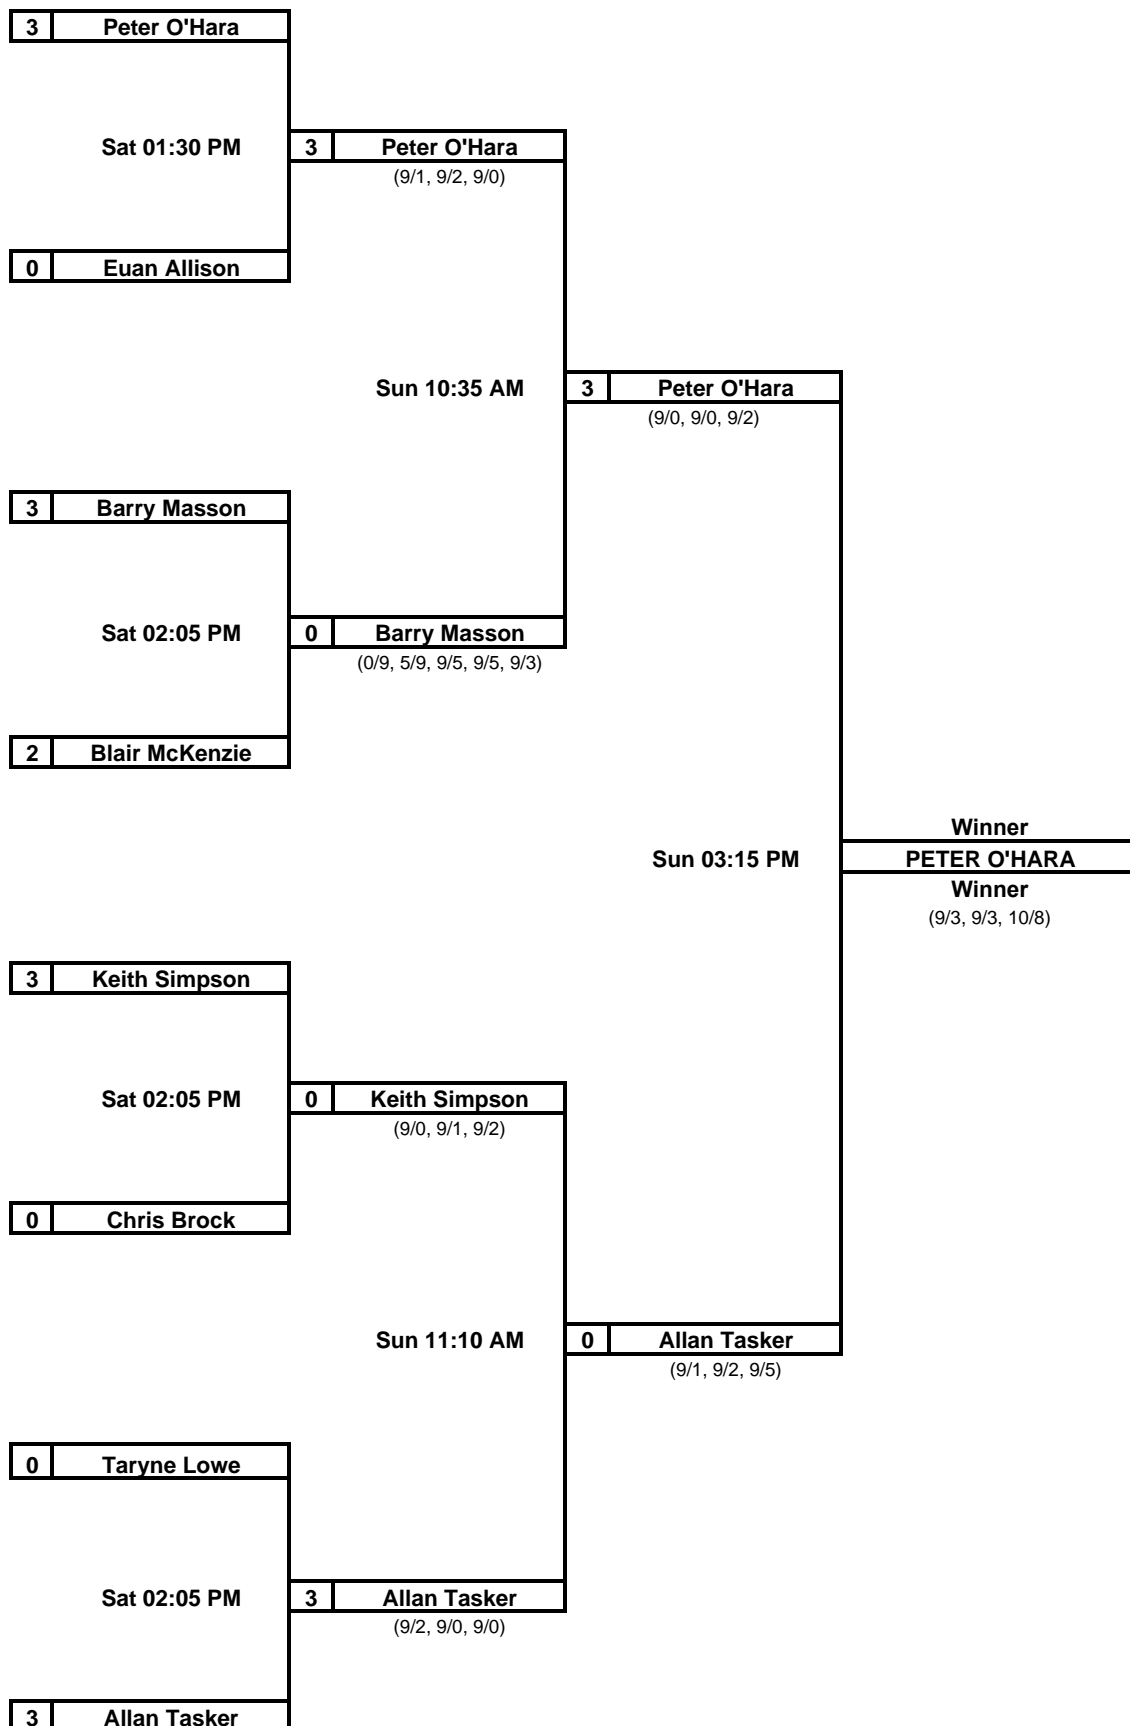 3 Peter O'Hara
Sat 01:30 PM 3 Peter O'Hara
(9/1, 9/2, 9/0)
0 Euan Allison
Sun 10:35 AM 3 Peter O'Hara
(9/0, 9/0, 9/2)
3 Barry Masson
Sat 02:05 PM 0 Barry Masson
(0/9, 5/9, 9/5, 9/5, 9/3)
2 Blair McKenzie
Winner
Sun 03:15 PM PETER O'HARA
Winner
(9/3, 9/3, 10/8)
3 Keith Simpson
Sat 02:05 PM 0 Keith Simpson
(9/0, 9/1, 9/2)
0 Chris Brock
Sun 11:10 AM 0 Allan Tasker
(9/1, 9/2, 9/5)
0 Taryne Lowe
Sat 02:05 PM 3 Allan Tasker
(9/2, 9/0, 9/0)
3 Allan Tasker